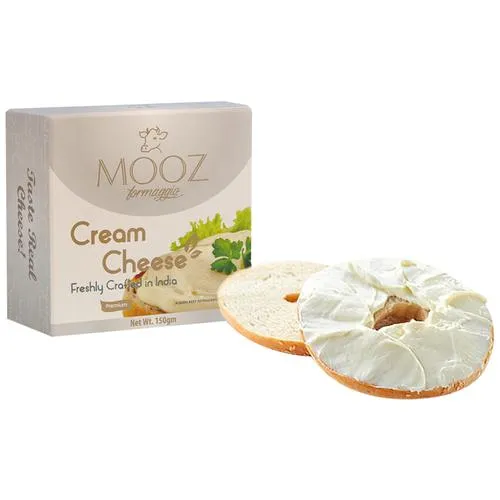 MOOZ
formaggio
Cream
Cheese
Freshly Crafted in India
Premium
Net Wt. 150gm
Taste Real
Cheese!